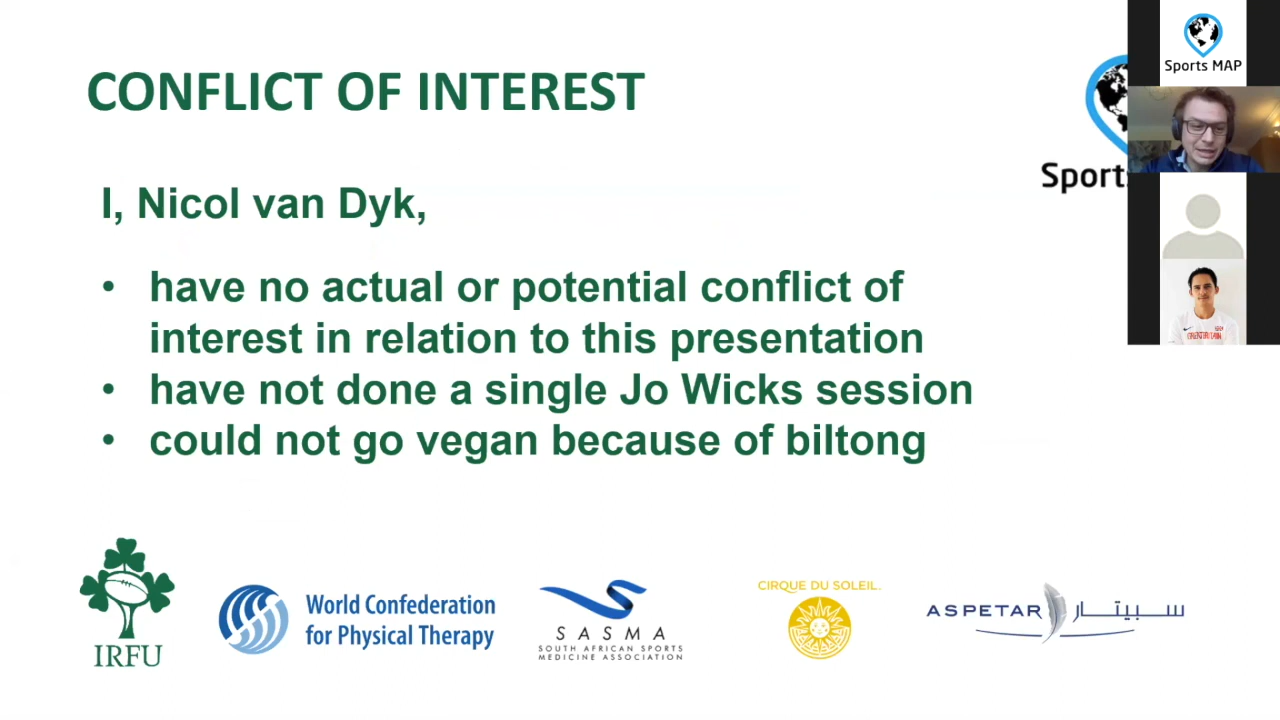 CONFLICT OF INTEREST
I, Nicol van Dyk,
• have no actual or potential conflict of
interest in relation to this presentation
• have not done a single Jo Wicks session
• could not go vegan because of biltong
Sports MAP
Sport
IRFU
World Confederation
for Physical Therapy
SASMA
SOUTH AFRICAN SPORTS
MEDICINE ASSOCIATION
CIRQUE DU SOLEIL.
ASPETAR سبيتار